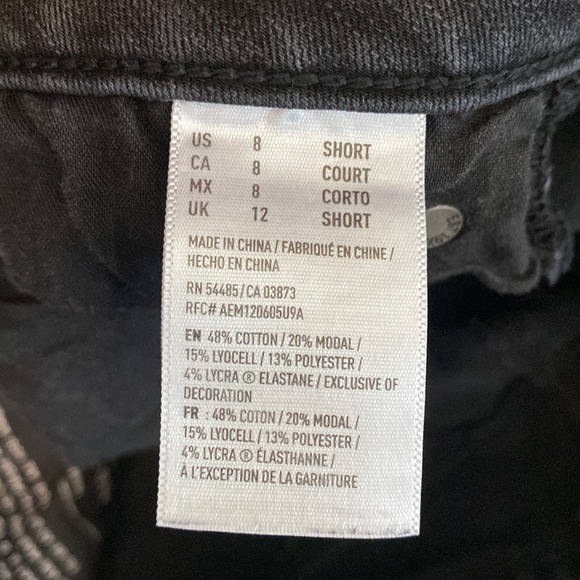 US 8 SHORT
CA 8 COURT
MX 8 CORTO
UK 12 SHORT
MADE IN CHINA / FABRIQUÉ EN CHINE /
HECHO EN CHINA
RN 54485/CA 03873
RFC# AEM120605U9A
EN 48% COTTON / 20% MODAL /
15% LYOCELL / 13% POLYESTER /
4% LYCRA ® ELASTANE / EXCLUSIVE OF
DECORATION
FR : 48% COTON / 20% MODAL /
15% LYOCELL / 13% POLYESTER /
4% LYCRA ® ÉLASTHANNE /
À L'EXCEPTION DE LA GARNITURE